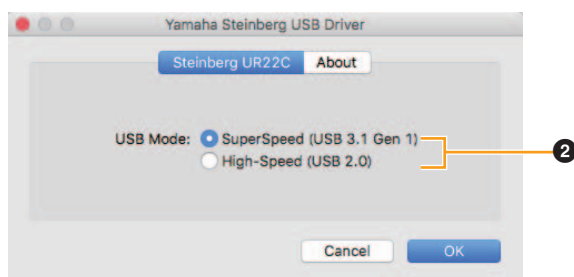 Yamaha Steinberg USB Driver
Steinberg UR22C About
USB Mode: SuperSpeed (USB 3.1 Gen 1)
High-Speed (USB 2.0)
2
Cancel OK